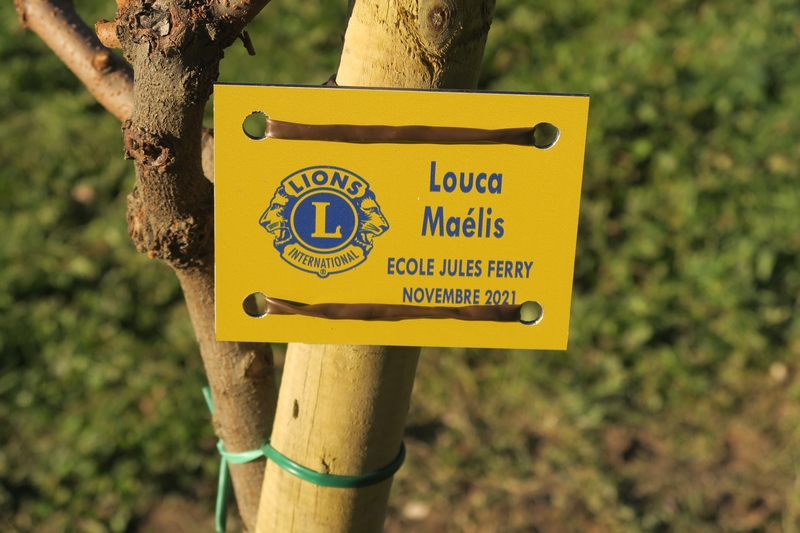 LIONS
L
INTERNATIONAL
®
Louca
Maélis
ECOLE JULES FERRY
NOVEMBRE 2021